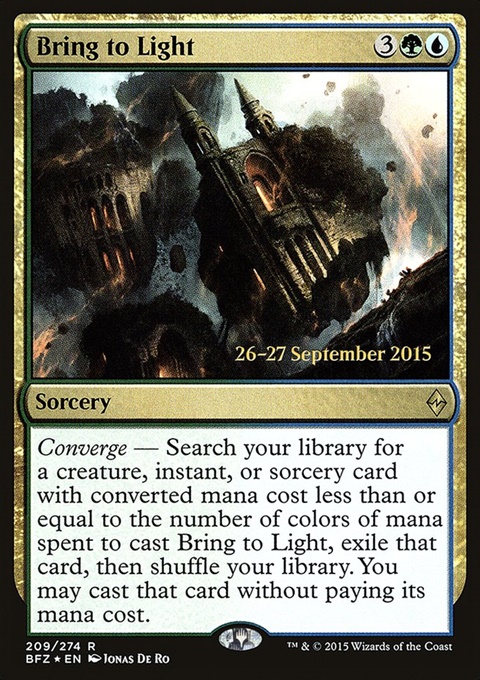 Bring to Light 3
26-27 September 2015
Sorcery
Converge — Search your library for
a creature, instant, or sorcery card
with converted mana cost less than or
equal to the number of colors of mana
spent to cast Bring to Light, exile that
card, then shuffle your library. You
may cast that card without paying its
mana cost.
209/274 R
BFZ ★ EN Jonas De Ro
™ & © 2015 Wizards of the Coast